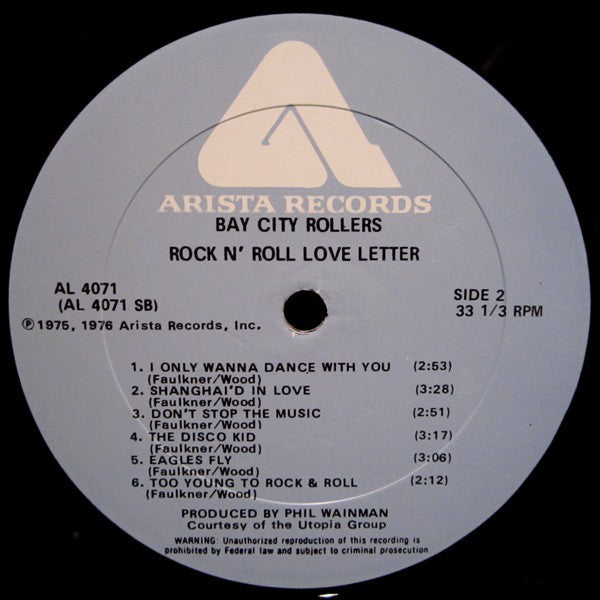 ARISTA RECORDS
BAY CITY ROLLERS
ROCK N' ROLL LOVE LETTER
AL 4071
(AL 4071 SB)
℗1975, 1976 Arista Records, Inc.
SIDE 2
33 1/3 RPM
1. I ONLY WANNA DANCE WITH YOU (2:53)
(Faulkner/Wood)
2. SHANGHAI'D IN LOVE (3:28)
(Faulkner/Wood)
3. DON'T STOP THE MUSIC (2:51)
(Faulkner/Wood)
4. THE DISCO KID (3:17)
(Faulkner/Wood)
5. EAGLES FLY (3:06)
(Faulkner/Wood)
6. TOO YOUNG TO ROCK & ROLL (2:12)
(Faulkner/Wood)
PRODUCED BY PHIL WAINMAN
Courtesy of the Utopia Group
WARNING: Unauthorized reproduction of this recording is
prohibited by Federal law and subject to criminal prosecution